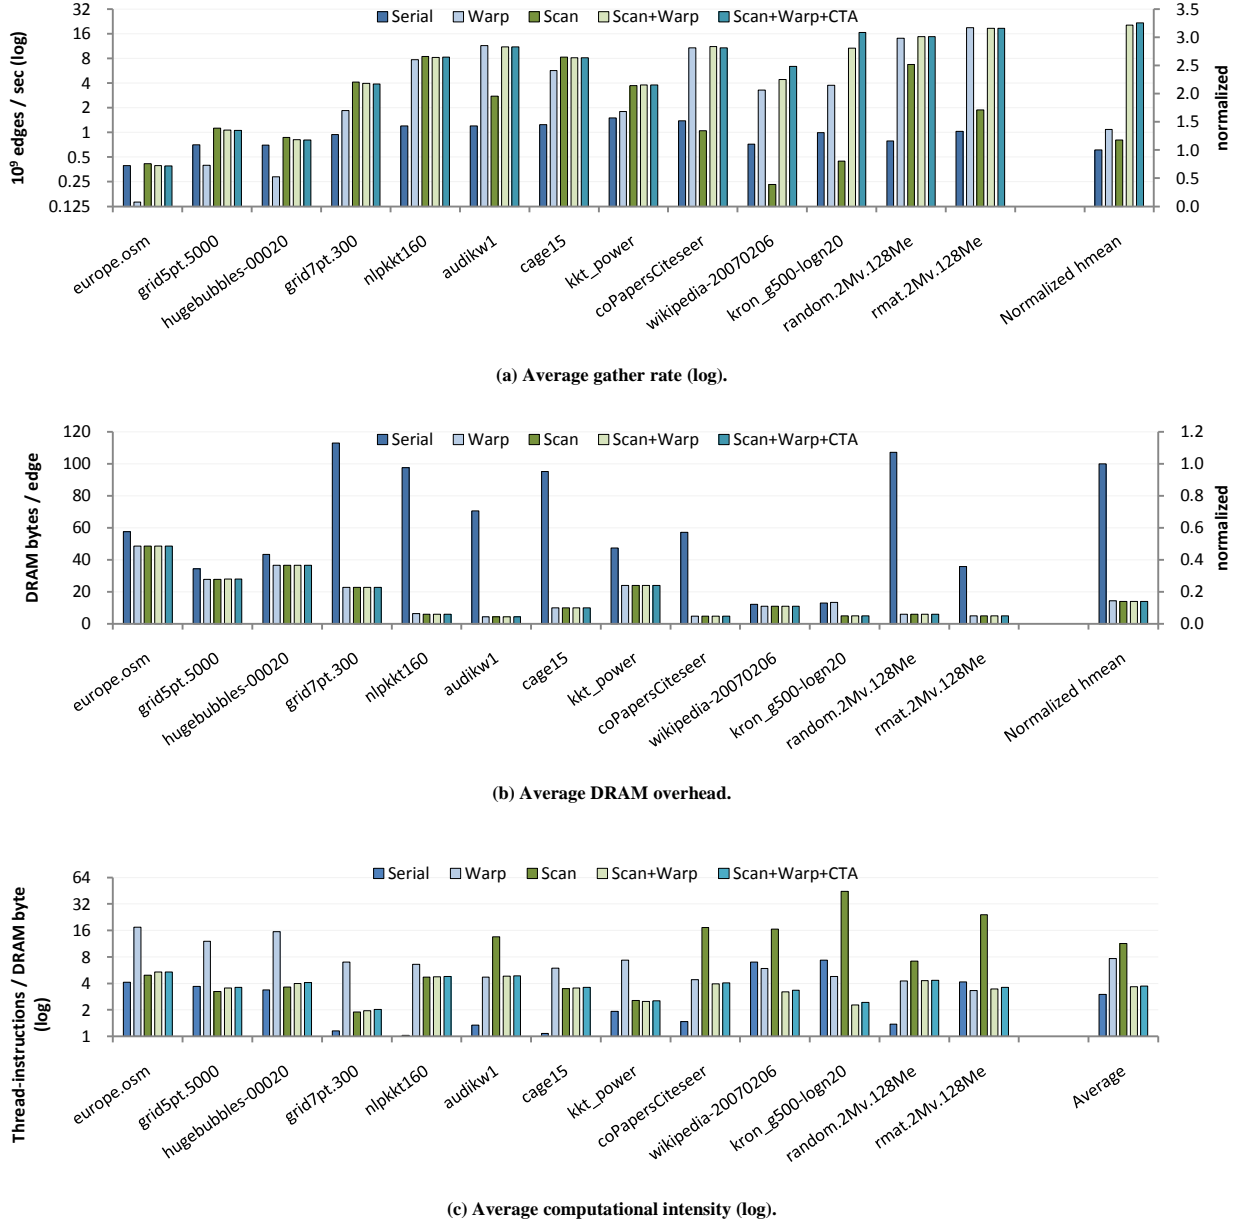 Serial Warp Scan Scan+Warp Scan+Warp+CTA
10⁹ edges / sec (log)
32
16
8
4
2
1
0.5
0.25
0.125
3.5
3.0
2.5
2.0
1.5
1.0
0.5
0.0
normalized
europe.osm
grid5pt.5000
hugebubbles-00020
grid7pt.300
nlpkkt160
audikw1
cage15
kkt_power
coPapersCiteseer
wikipedia-20070206
kron_g500-logn20
random.2Mv.128Me
rmat.2Mv.128Me
Normalized hmean
(a) Average gather rate (log).
Serial Warp Scan Scan+Warp Scan+Warp+CTA
DRAM bytes / edge
120
100
80
60
40
20
0
1.2
1.0
0.8
0.6
0.4
0.2
0.0
normalized
europe.osm
grid5pt.5000
hugebubbles-00020
grid7pt.300
nlpkkt160
audikw1
cage15
kkt_power
coPapersCiteseer
wikipedia-20070206
kron_g500-logn20
random.2Mv.128Me
rmat.2Mv.128Me
Normalized hmean
(b) Average DRAM overhead.
Serial Warp Scan Scan+Warp Scan+Warp+CTA
Thread-instructions / DRAM byte
(log)
64
32
16
8
4
2
1
europe.osm
grid5pt.5000
hugebubbles-00020
grid7pt.300
nlpkkt160
audikw1
cage15
kkt_power
coPapersCiteseer
wikipedia-20070206
kron_g500-logn20
random.2Mv.128Me
rmat.2Mv.128Me
Average
(c) Average computational intensity (log).